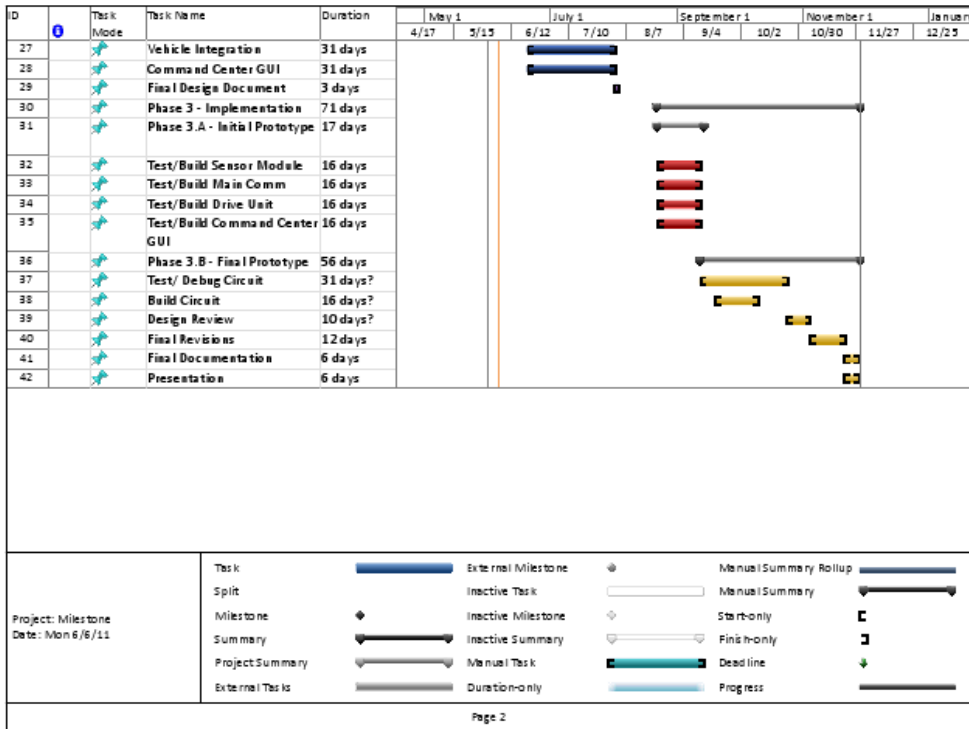 ID Task Mode Task Name Duration May 1 July 1 September 1 November 1 Januar
4/17 5/15 6/12 7/10 8/7 9/4 10/2 10/30 11/27 12/25
27 Vehicle Integration 31 days
28 Command Center GUI 31 days
29 Final Design Document 3 days
30 Phase 3 - Implementation 71 days
31 Phase 3.A - Initial Prototype 17 days
32 Test/Build Sensor Module 16 days
33 Test/Build Main Comm 16 days
34 Test/Build Drive Unit 16 days
35 Test/Build Command Center 16 days
GUI
36 Phase 3.B - Final Prototype 56 days
37 Test/ Debug Circuit 31 days?
38 Build Circuit 16 days?
39 Design Review 10 days?
40 Final Revisions 12 days
41 Final Documentation 6 days
42 Presentation 6 days
Project: Milestone
Date: Mon 6/6/11
Task External Milestone Manual Summary Rollup
Split Inactive Task Manual Summary
Milestone Inactive Milestone Start-only
Summary Inactive Summary Finish-only
Project Summary Manual Task Deadline
External Tasks Duration-only Progress
Page 2